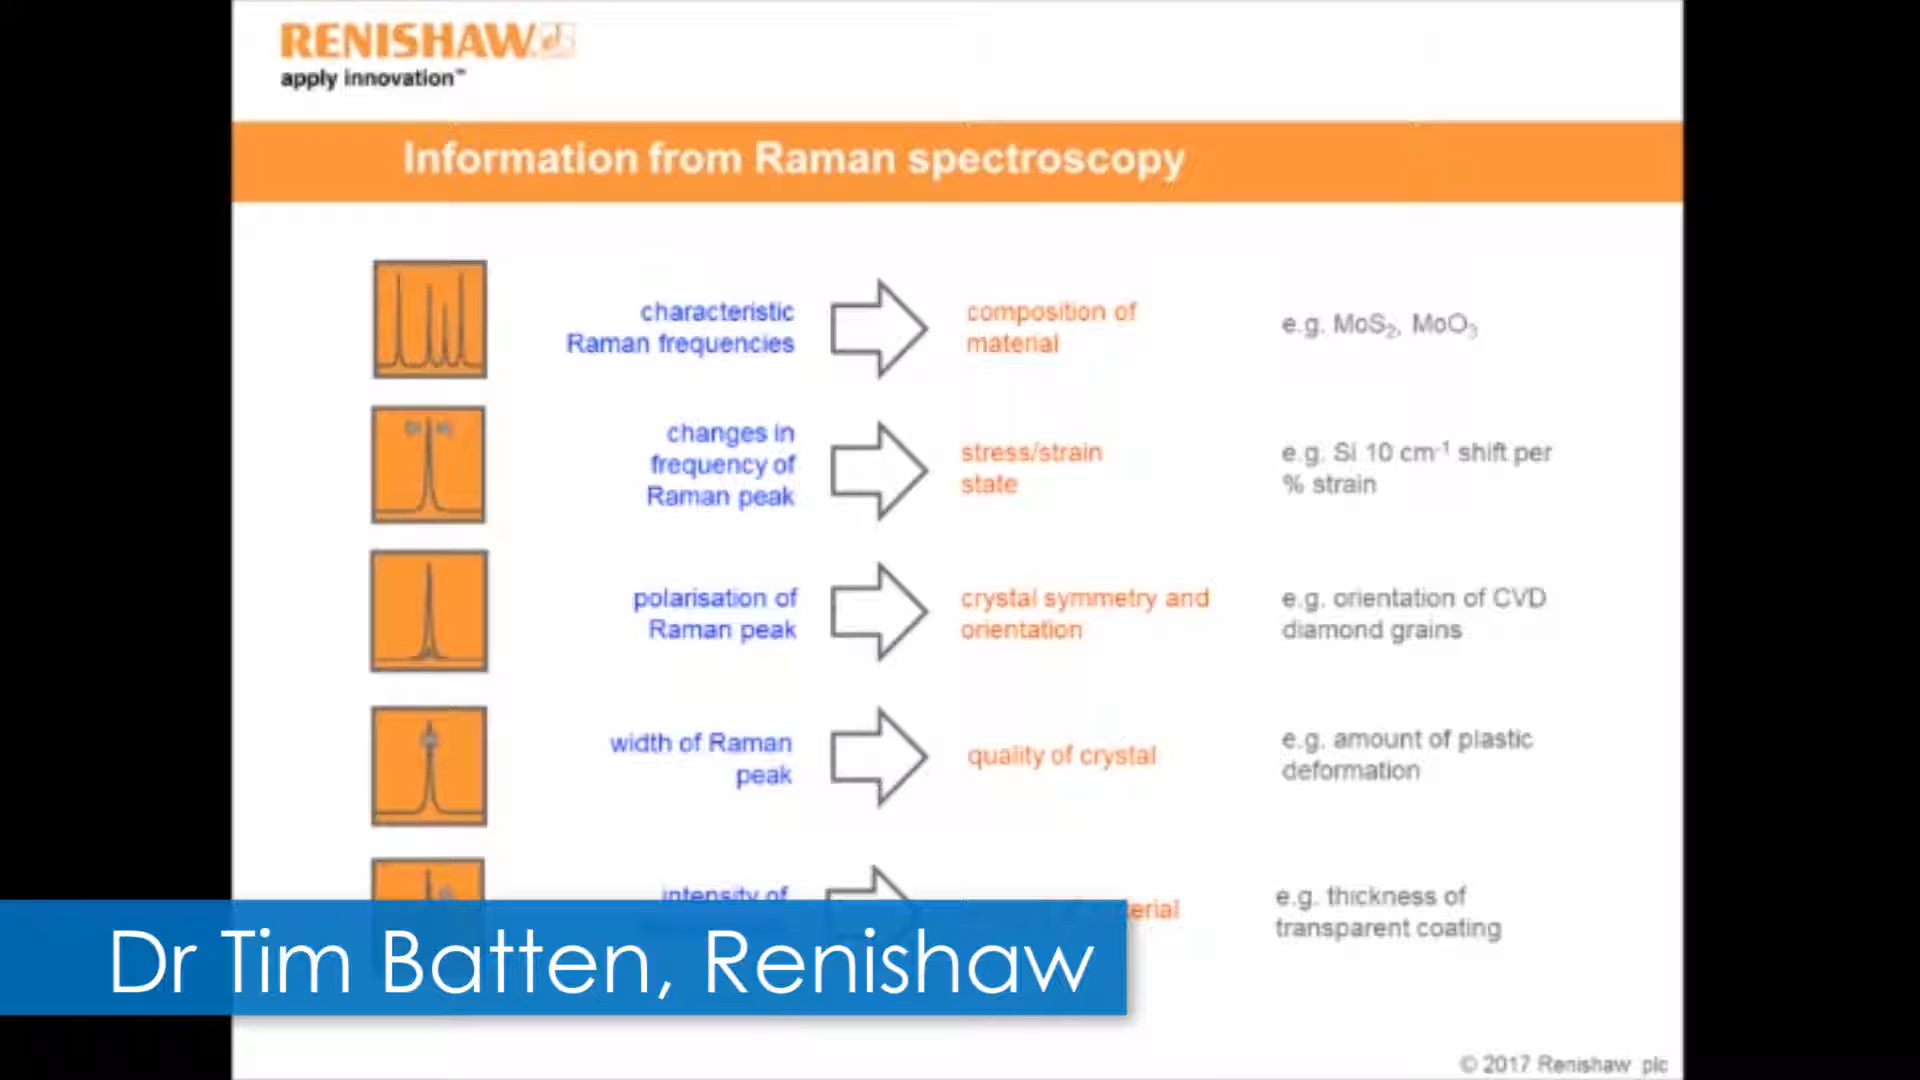 RENISHAW
apply innovation™
Information from Raman spectroscopy
characteristic
Raman frequencies
composition of
material
e.g. MoS₂, MoO₃
changes in
frequency of
Raman peak
stress/strain
state
e.g. Si 10 cm⁻¹ shift per
% strain
polarisation of
Raman peak
crystal symmetry and
orientation
e.g. orientation of CVD
diamond grains
width of Raman
peak
quality of crystal
e.g. amount of plastic
deformation
intensity of
e.g. thickness of
transparent coating
Dr Tim Batten, Renishaw
© 2017 Renishaw plc